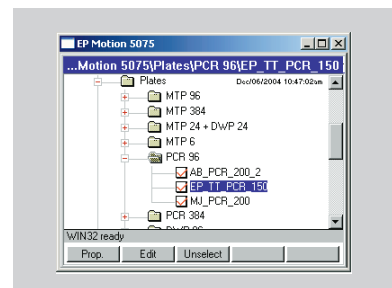 EP Motion 5075
...Motion 5075\Plates\PCR 96\EP_TT_PCR_150
Plates Dec/06/2004 10:47:02am
MTP 96
MTP 384
MTP 24 + DWP 24
MTP 6
PCR 96
AB_PCR_200_2
EP_TT_PCR_150
MJ_PCR_200
PCR 384
DWP 96
WIN32 ready
Prop. Edit Unselect